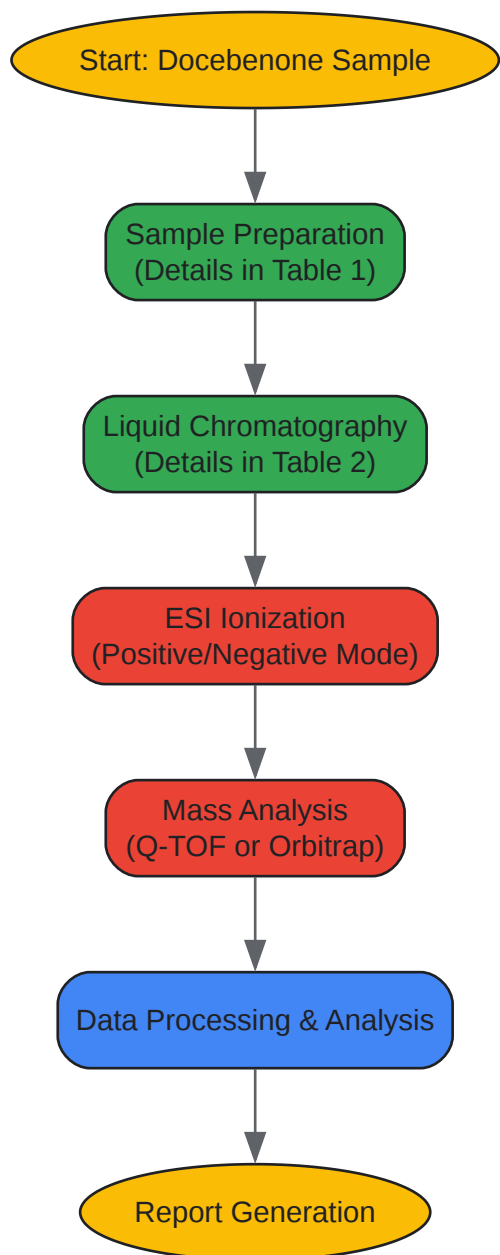 Start: Docebenone Sample
Sample Preparation
(Details in Table 1)
Liquid Chromatography
(Details in Table 2)
ESI Ionization
(Positive/Negative Mode)
Mass Analysis
(Q-TOF or Orbitrap)
Data Processing & Analysis
Report Generation